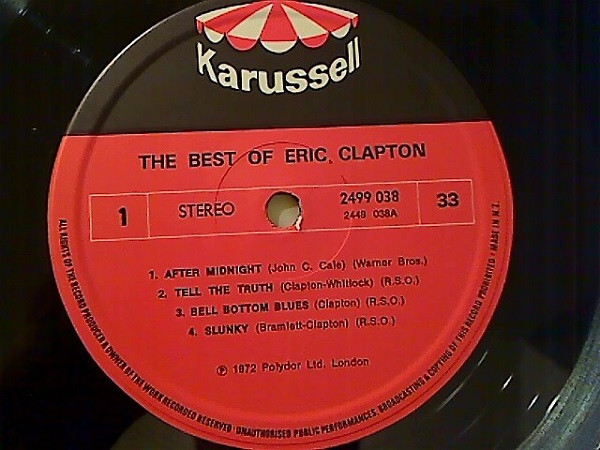 Karussell
THE BEST OF ERIC CLAPTON
1
STEREO
2499 038
2449 038A
33
1. AFTER MIDNIGHT (John C. Cale) (Warner Bros.)
2. TELL THE TRUTH (Clapton-Whitlock) (R.S.O.)
3. BELL BOTTOM BLUES (Clapton) (R.S.O.)
4. SLUNKY (Bramlett-Clapton) (R.S.O.)
Ⓟ 1972 Polydor Ltd. London
ALL RIGHTS OF THE RECORD PRODUCER & OWNER OF THE WORK RECORDED RESERVED · UNAUTHORISED PUBLIC PERFORMANCES, BROADCASTING & COPYING OF THIS RECORD PROHIBITED · MADE IN N.Z.